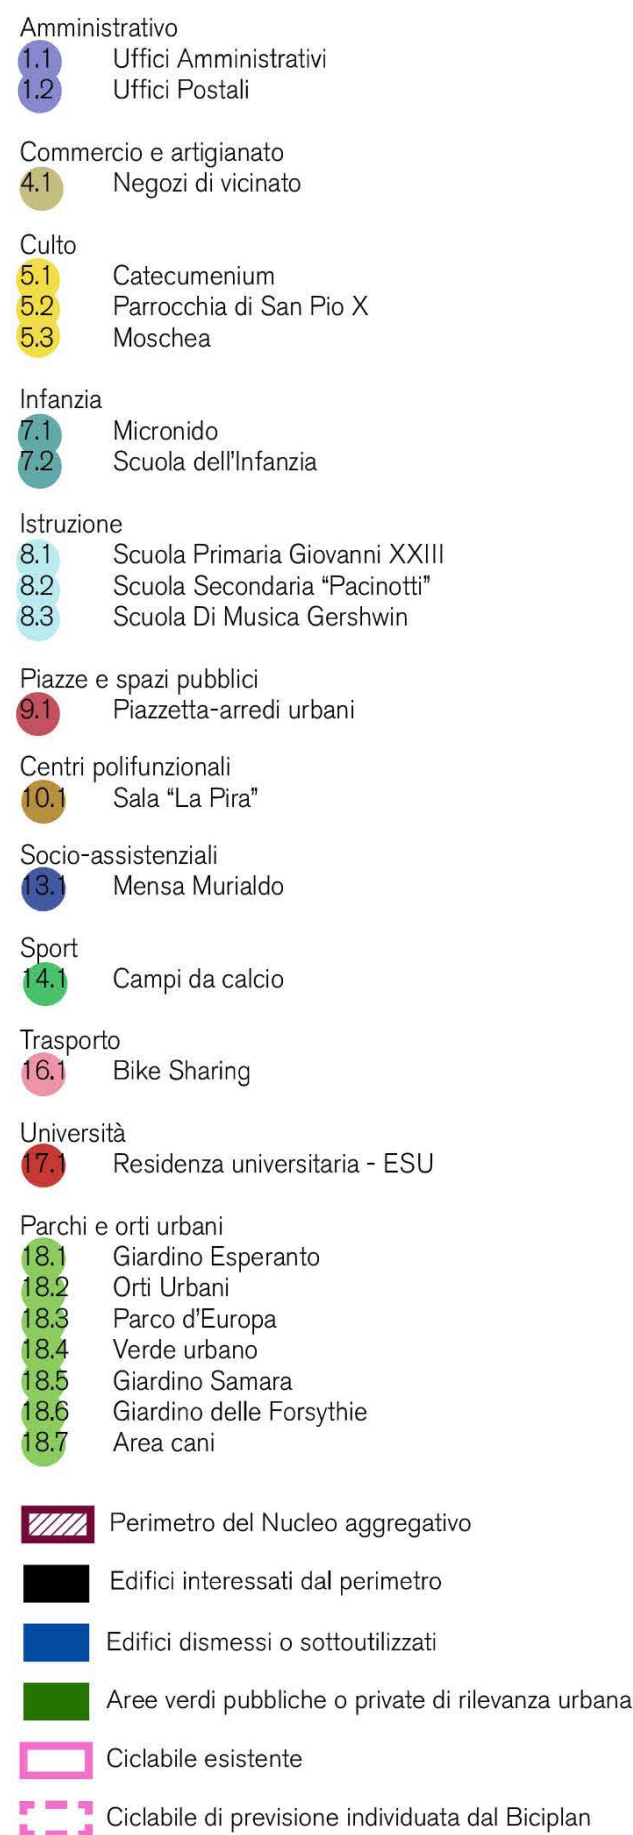 Amministrativo
1.1 Uffici Amministrativi
1.2 Uffici Postali
Commercio e artigianato
4.1 Negozi di vicinato
Culto
5.1 Catecumenium
5.2 Parrocchia di San Pio X
5.3 Moschea
Infanzia
7.1 Micronido
7.2 Scuola dell'Infanzia
Istruzione
8.1 Scuola Primaria Giovanni XXIII
8.2 Scuola Secondaria “Pacinotti”
8.3 Scuola Di Musica Gershwin
Piazze e spazi pubblici
9.1 Piazzetta-arredi urbani
Centri polifunzionali
10.1 Sala “La Pira”
Socio-assistenziali
13.1 Mensa Murialdo
Sport
14.1 Campi da calcio
Trasporto
16.1 Bike Sharing
Università
17.1 Residenza universitaria - ESU
Parchi e orti urbani
18.1 Giardino Esperanto
18.2 Orti Urbani
18.3 Parco d'Europa
18.4 Verde urbano
18.5 Giardino Samara
18.6 Giardino delle Forsythie
18.7 Area cani
Perimetro del Nucleo aggregativo
Edifici interessati dal perimetro
Edifici dismessi o sottoutilizzati
Aree verdi pubbliche o private di rilevanza urbana
Ciclabile esistente
Ciclabile di previsione individuata dal Biciplan